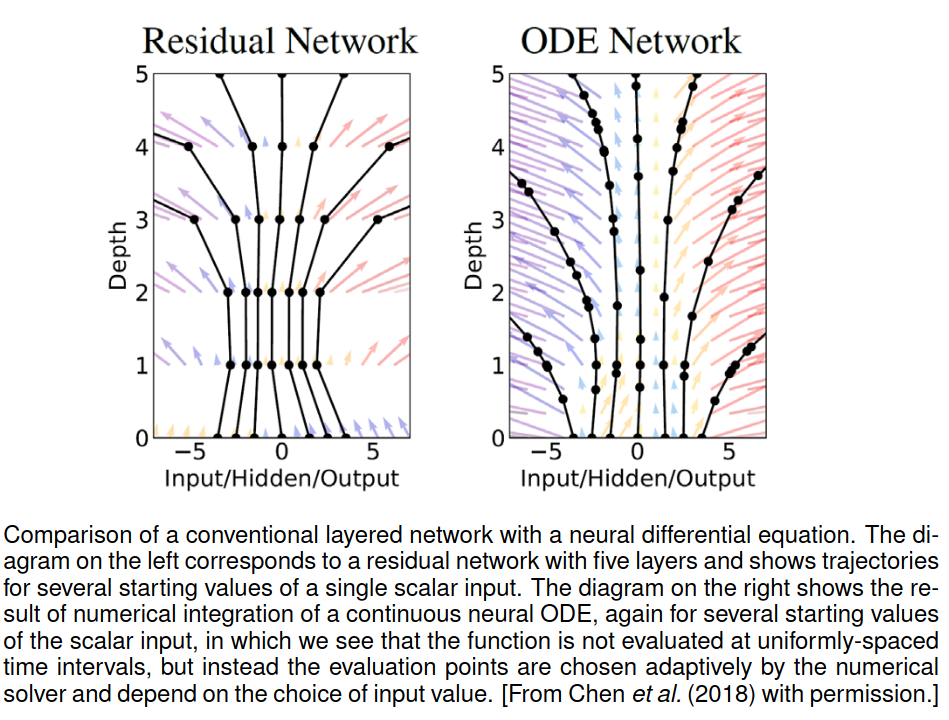 Residual Network
ODE Network
5
4
3
2
1
0
Depth
−5
0
5
Input/Hidden/Output
5
4
3
2
1
0
Depth
−5
0
5
Input/Hidden/Output
Comparison of a conventional layered network with a neural differential equation. The di-
agram on the left corresponds to a residual network with five layers and shows trajectories
for several starting values of a single scalar input. The diagram on the right shows the re-
sult of numerical integration of a continuous neural ODE, again for several starting values
of the scalar input, in which we see that the function is not evaluated at uniformly-spaced
time intervals, but instead the evaluation points are chosen adaptively by the numerical
solver and depend on the choice of input value. [From Chen et al. (2018) with permission.]